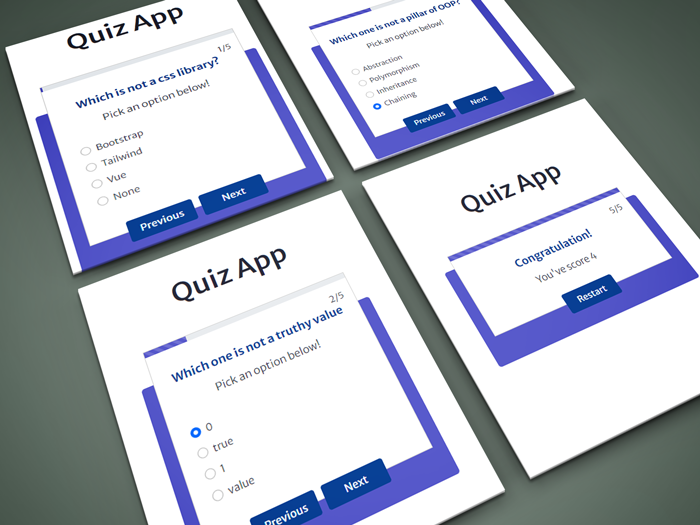 Quiz App
1/5
Which is not a css library?
Pick an option below!
Bootstrap
Tailwind
Vue
None
Previous
Next
Which one is not a pillar of OOP?
Pick an option below!
Abstraction
Polymorphism
Inheritance
Chaining
Previous
Next
Quiz App
2/5
Which one is not a truthy value
Pick an option below!
0
true
1
value
Previous
Next
Quiz App
5/5
Congratulation!
You've score 4
Restart